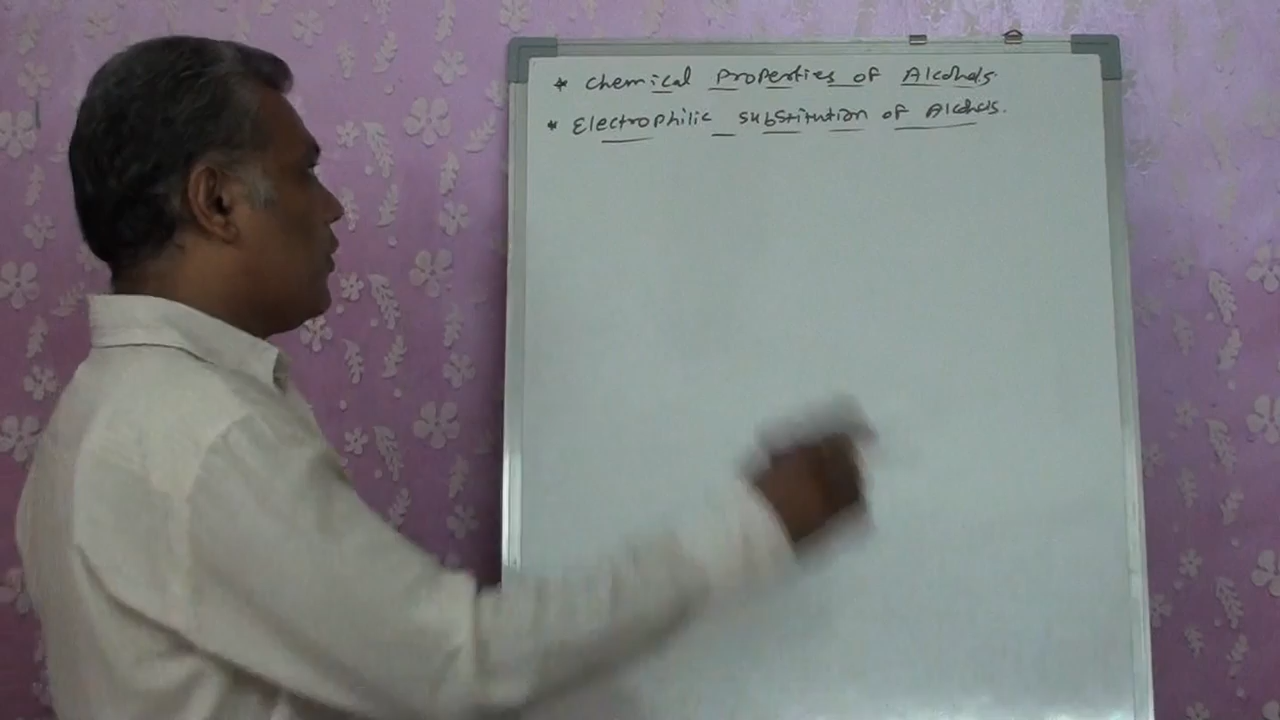 * Chemical Properties of Alcohols.
* Electrophilic substitution of Alcohols.